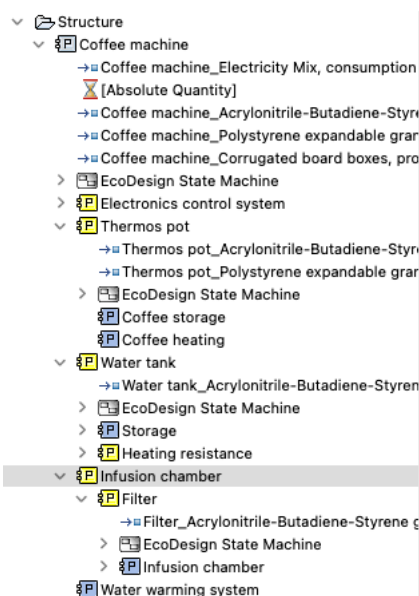 Structure
Coffee machine
Coffee machine_Electricity Mix, consumption
[Absolute Quantity]
Coffee machine_Acrylonitrile-Butadiene-Styre
Coffee machine_Polystyrene expandable gran
Coffee machine_Corrugated board boxes, pro
EcoDesign State Machine
Electronics control system
Thermos pot
Thermos pot_Acrylonitrile-Butadiene-Styr
Thermos pot_Polystyrene expandable gra
EcoDesign State Machine
Coffee storage
Coffee heating
Water tank
Water tank_Acrylonitrile-Butadiene-Styren
EcoDesign State Machine
Storage
Heating resistance
Infusion chamber
Filter
Filter_Acrylonitrile-Butadiene-Styrene g
EcoDesign State Machine
Infusion chamber
Water warming system